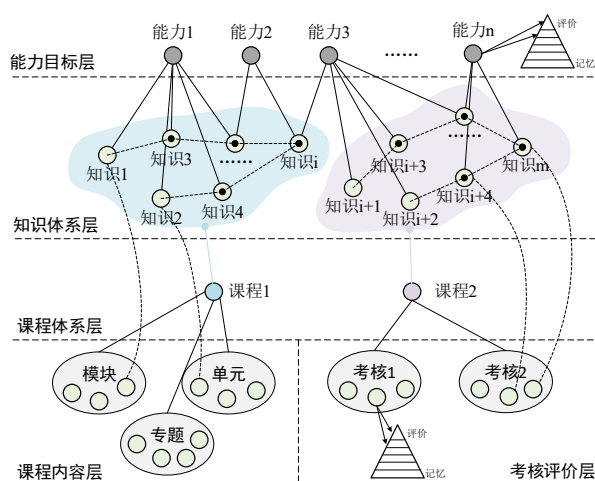 能力1
能力2
能力3
……
能力n
评价
记忆
能力目标层
知识1
知识3
……
知识i
知识2
知识4
知识i+3
……
知识m
知识i+1
知识i+2
知识i+4
知识体系层
课程1
课程2
课程体系层
模块
单元
专题
考核1
考核2
评价
记忆
课程内容层
考核评价层